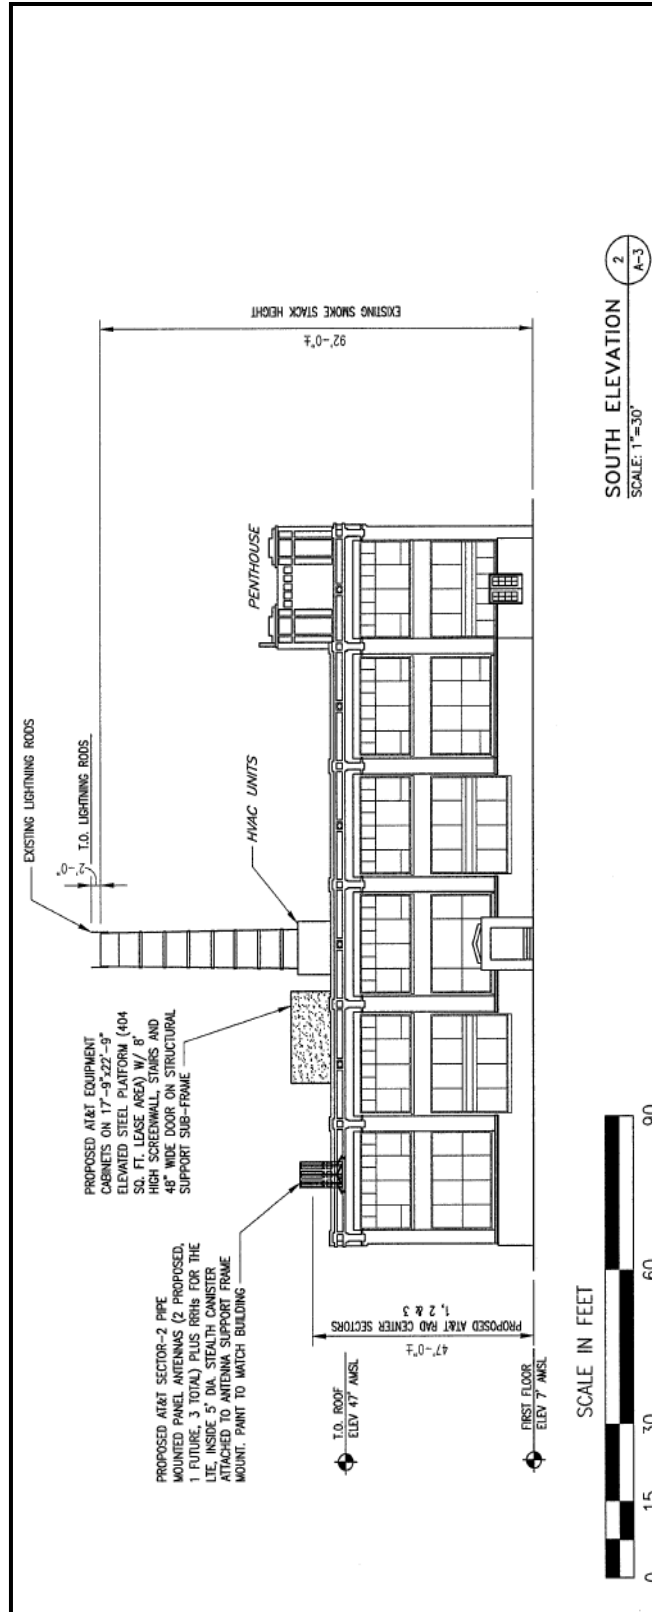 EXISTING LIGHTNING RODS
2'-0"
T.O. LIGHTNING RODS
PROPOSED AT&T EQUIPMENT
CABINETS ON 17'-9"x22'-9"
ELEVATED STEEL PLATFORM (404
SQ. FT. LEASE AREA) W/ 8'
HIGH SCREENWALL, STAIRS AND
48" WIDE DOOR ON STRUCTURAL
SUPPORT SUB-FRAME
HVAC UNITS
PENTHOUSE
92'-0"±
EXISTING SMOKE STACK HEIGHT
PROPOSED AT&T SECTOR-2 PIPE
MOUNTED PANEL ANTENNAS (2 PROPOSED,
1 FUTURE, 3 TOTAL) PLUS RRHs FOR THE
LTE, INSIDE 5' DIA. STEALTH CANISTER
ATTACHED TO ANTENNA SUPPORT FRAME
MOUNT. PAINT TO MATCH BUILDING
47'-0"±
PROPOSED AT&T RAD CENTER SECTORS
1, 2 & 3
T.O. ROOF
ELEV 47' AMSL
FIRST FLOOR
ELEV 7' AMSL
SCALE IN FEET
0 15 30 60 90
SOUTH ELEVATION
SCALE: 1"=30'
2
A-3